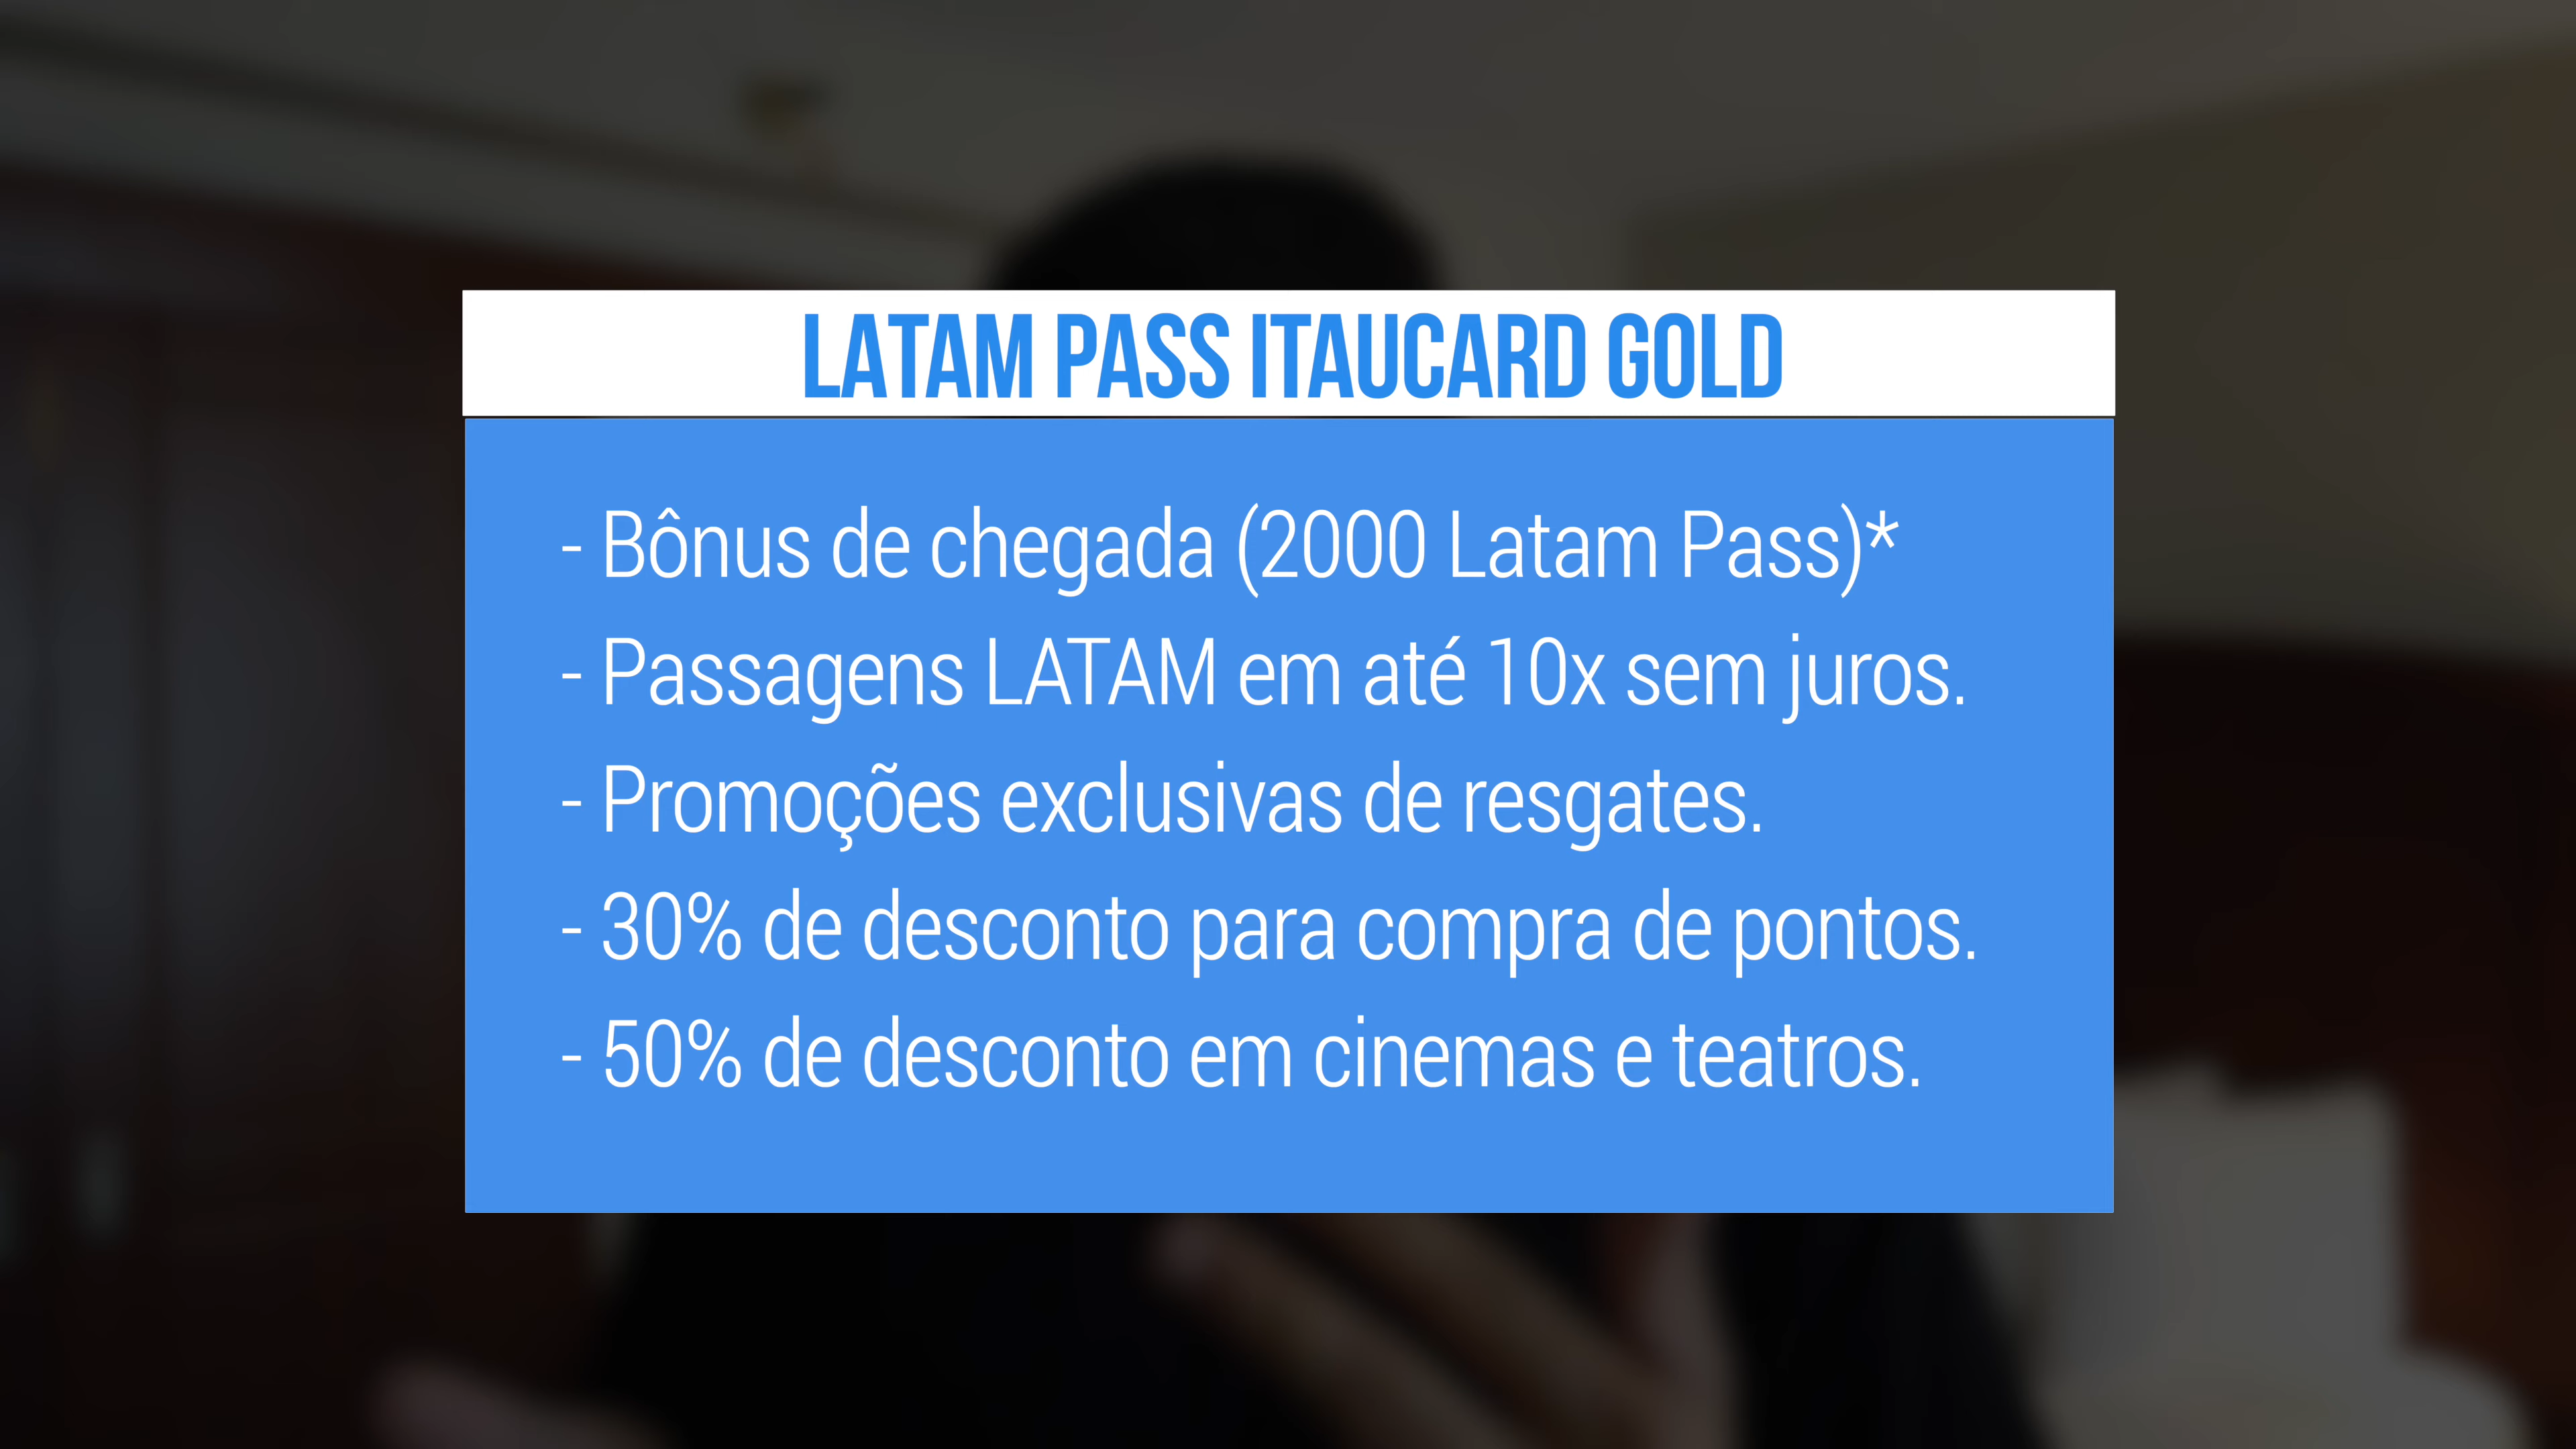 LATAM PASS ITAUCARD GOLD
- Bônus de chegada (2000 Latam Pass)*
- Passagens LATAM em até 10x sem juros.
- Promoções exclusivas de resgates.
- 30% de desconto para compra de pontos.
- 50% de desconto em cinemas e teatros.